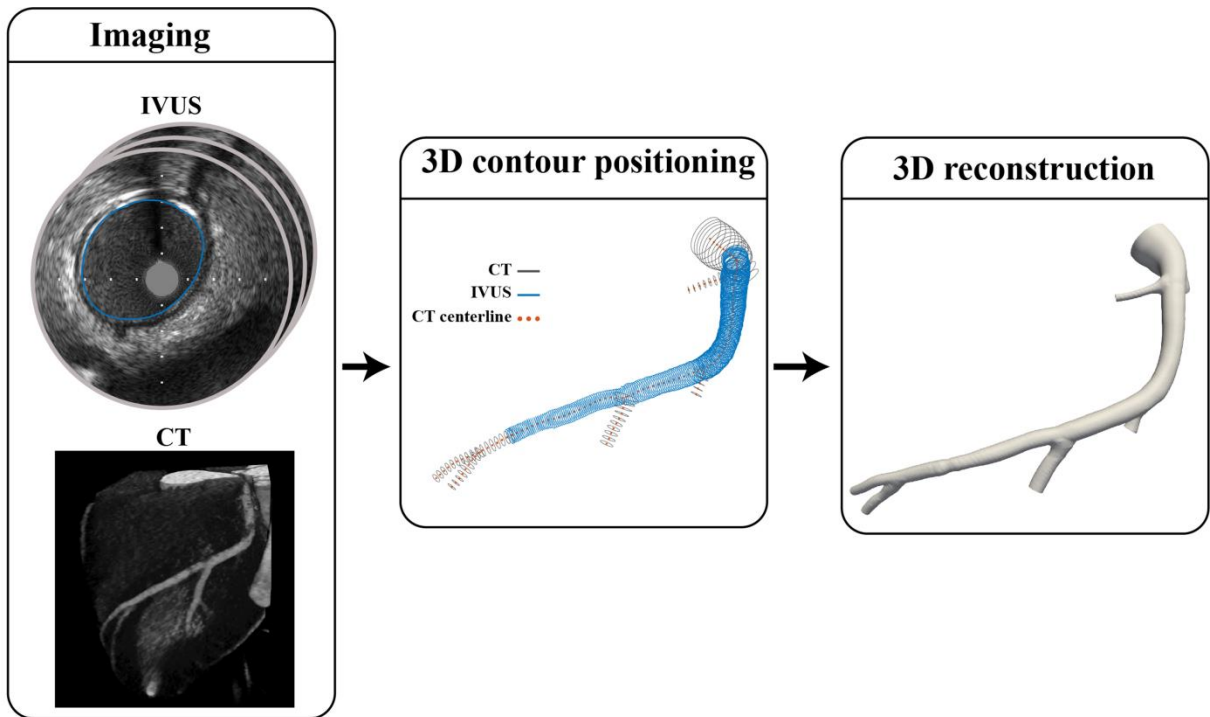 Imaging
IVUS
CT
3D contour positioning
CT
IVUS
CT centerline
3D reconstruction